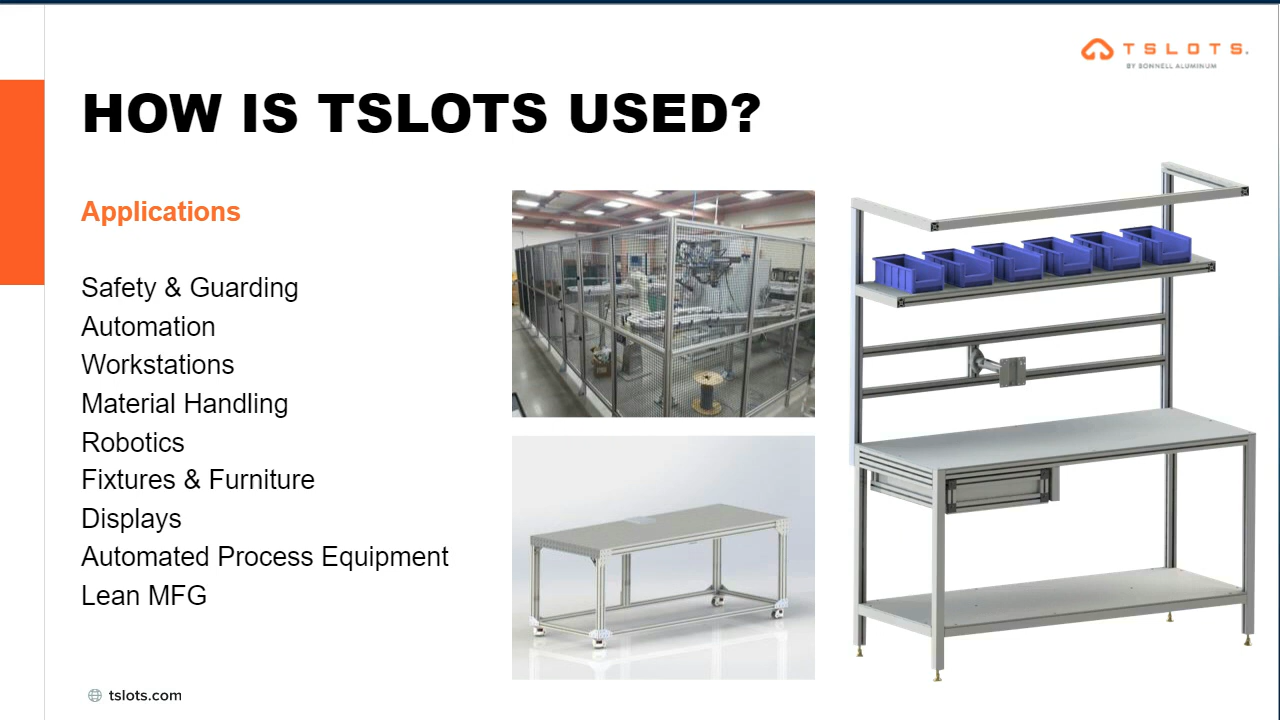 TSLOTS.
BY BONNELL ALUMINUM
HOW IS TSLOTS USED?
Applications
Safety & Guarding
Automation
Workstations
Material Handling
Robotics
Fixtures & Furniture
Displays
Automated Process Equipment
Lean MFG
tslots.com